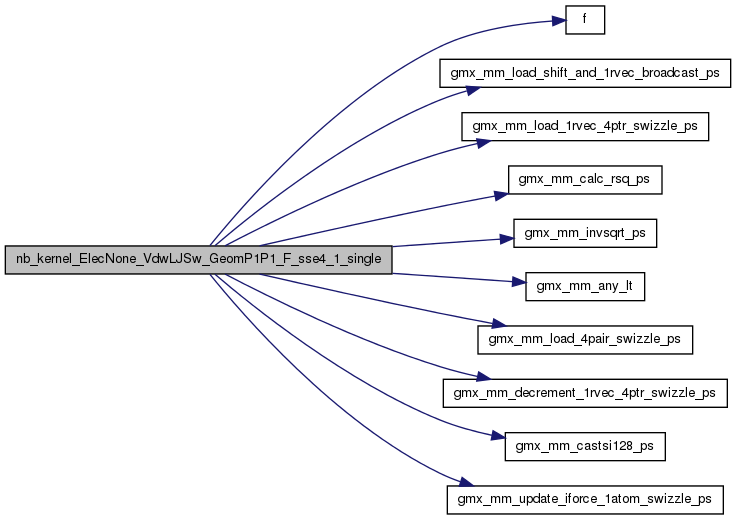 f
gmx_mm_load_shift_and_1rvec_broadcast_ps
gmx_mm_load_1rvec_4ptr_swizzle_ps
gmx_mm_calc_rsq_ps
gmx_mm_invsqrt_ps
nb_kernel_ElecNone_VdwLJSw_GeomP1P1_F_sse4_1_single
gmx_mm_any_lt
gmx_mm_load_4pair_swizzle_ps
gmx_mm_decrement_1rvec_4ptr_swizzle_ps
gmx_mm_castsi128_ps
gmx_mm_update_iforce_1atom_swizzle_ps